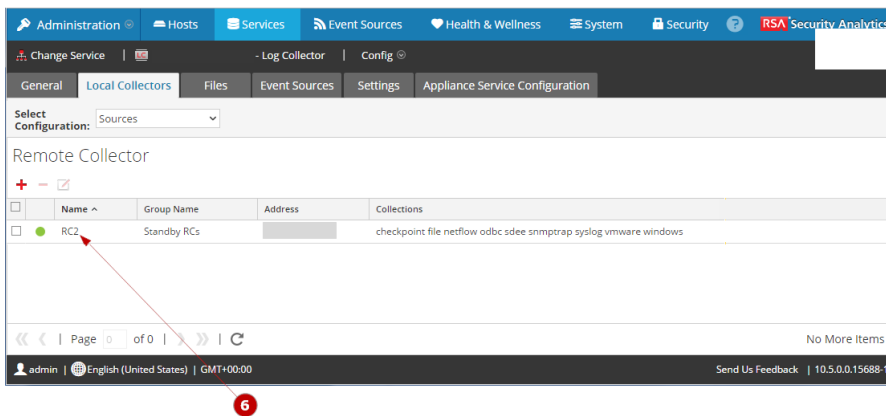 Administration Hosts Services Event Sources Health & Wellness System Security ? RSA Security Analytics
Change Service | LC - Log Collector | Config
General Local Collectors Files Event Sources Settings Appliance Service Configuration
Select Configuration: Sources
Remote Collector
Name Group Name Address Collections
RC2 Standby RCs checkpoint file netflow odbc sdee snmptrap syslog vmware windows
| Page 0 of 0 | | No More Items
admin | English (United States) | GMT+00:00 Send Us Feedback | 10.5.0.0.15688-1
6